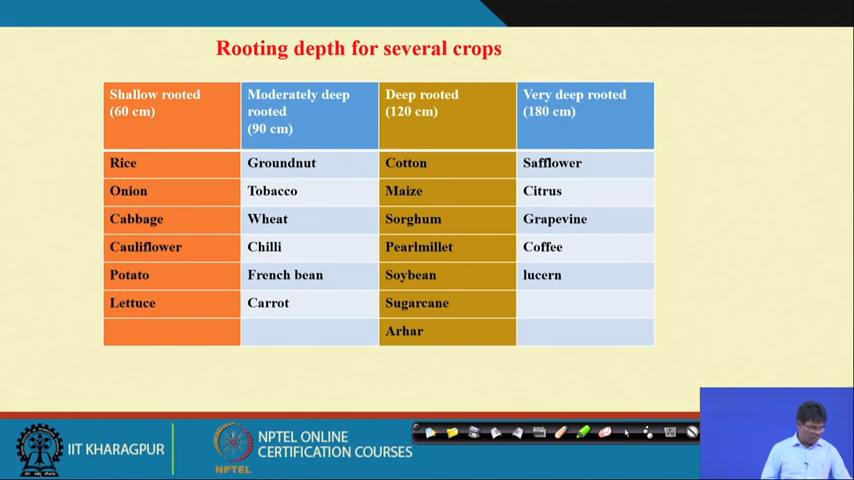 Rooting depth for several crops
Shallow rooted
(60 cm)
Moderately deep
rooted
(90 cm)
Deep rooted
(120 cm)
Very deep rooted
(180 cm)
Rice
Groundnut
Cotton
Safflower
Onion
Tobacco
Maize
Citrus
Cabbage
Wheat
Sorghum
Grapevine
Cauliflower
Chilli
Pearlmillet
Coffee
Potato
French bean
Soybean
lucern
Lettuce
Carrot
Sugarcane
Arhar
IIT KHARAGPUR
NPTEL
NPTEL ONLINE
CERTIFICATION COURSES